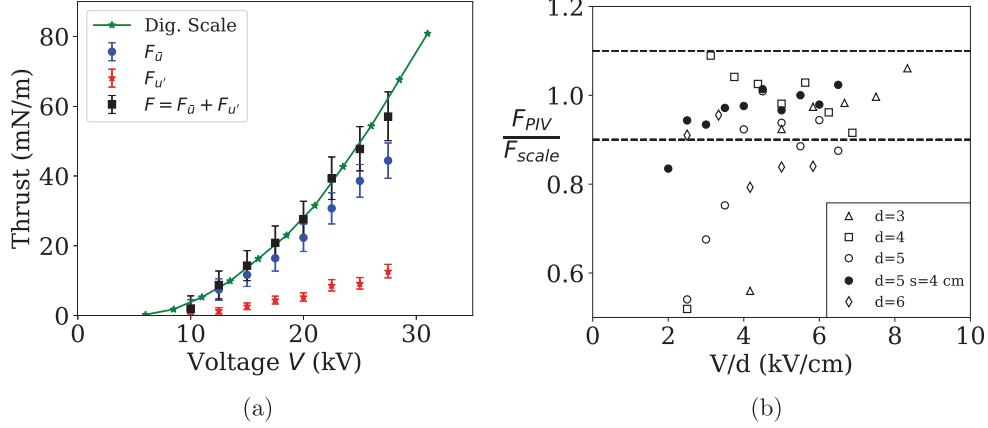 80
60
40
20
0
Thrust (mN/m)
Dig. Scale
F_ū
F_u′
F = F_ū + F_u′
0 10 20 30
Voltage V (kV)
(a)
1.2
1.0
0.8
0.6
F_PIV
F_scale
d=3
d=4
d=5
d=5 s=4 cm
d=6
0 2 4 6 8 10
V/d (kV/cm)
(b)